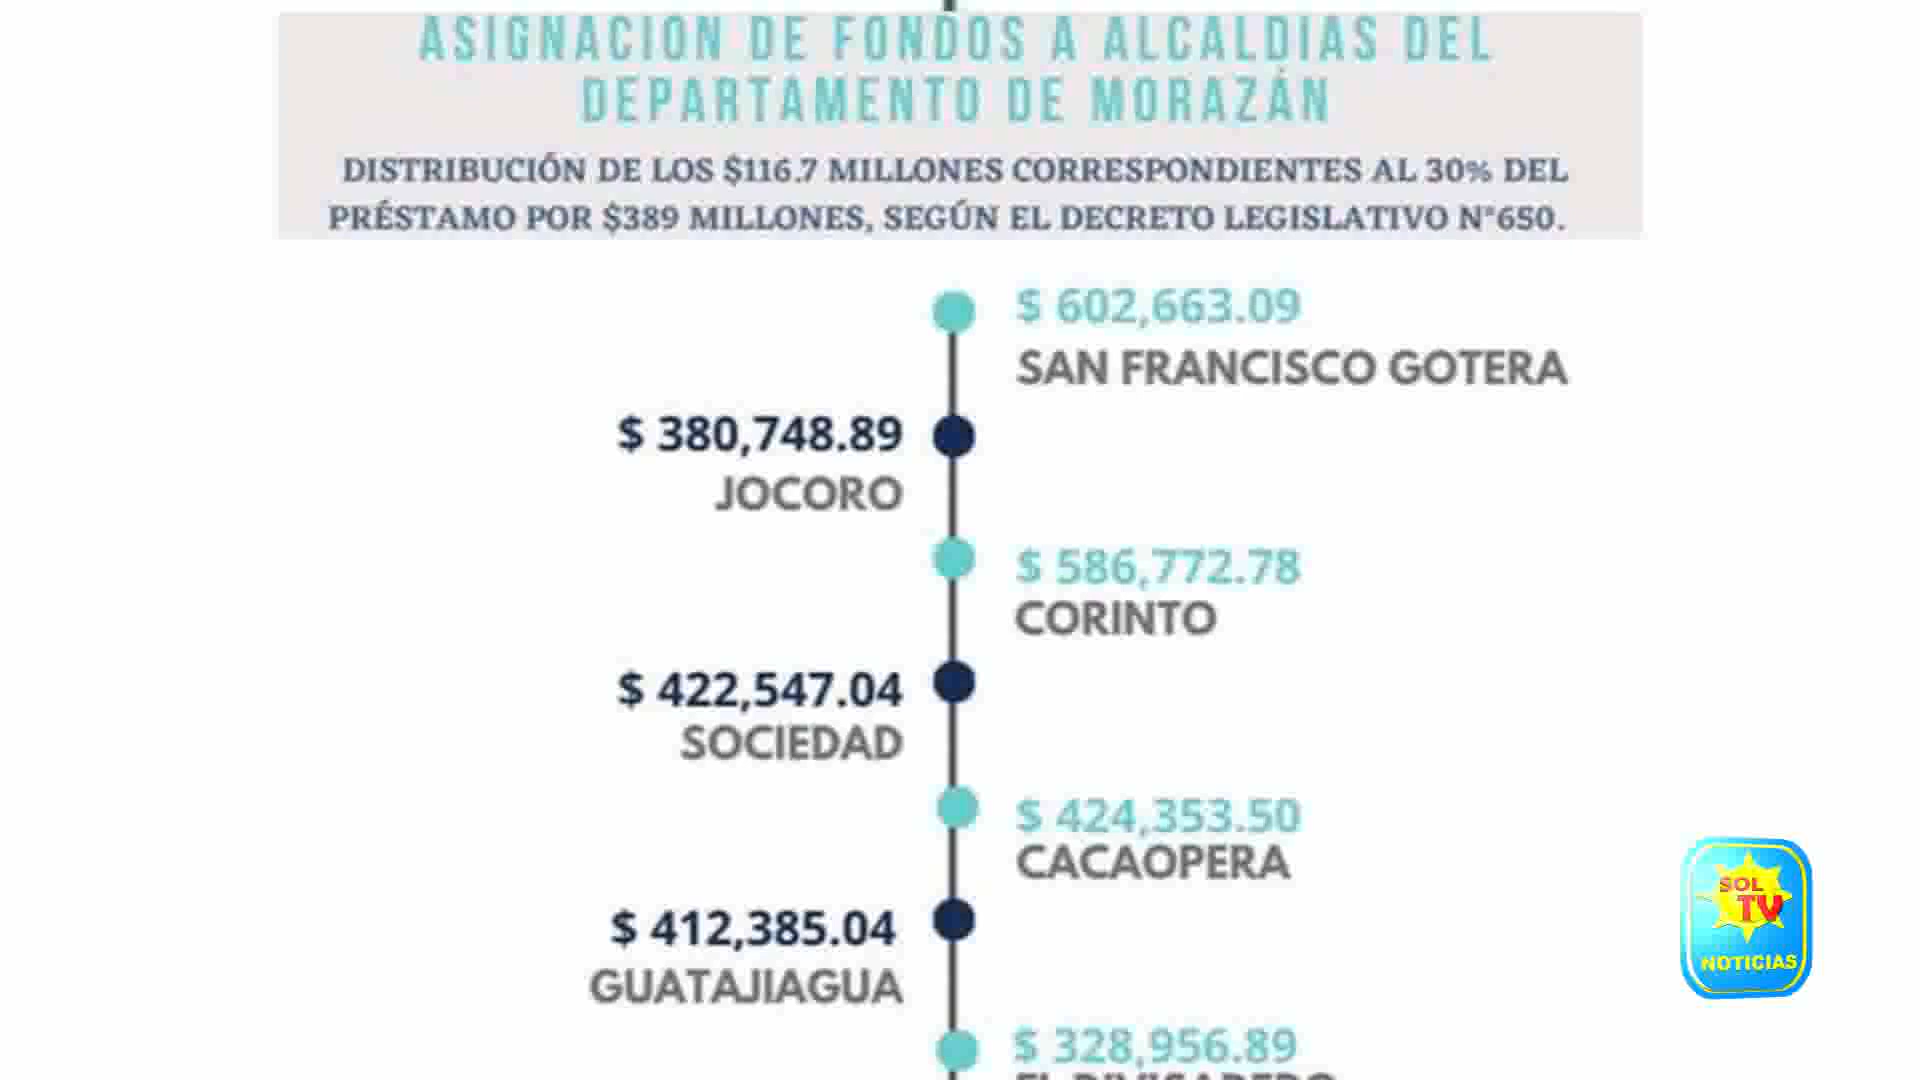 ASIGNACIÓN DE FONDOS A ALCALDÍAS DEL
DEPARTAMENTO DE MORAZÁN
DISTRIBUCIÓN DE LOS $116.7 MILLONES CORRESPONDIENTES AL 30% DEL
PRÉSTAMO POR $389 MILLONES, SEGÚN EL DECRETO LEGISLATIVO N°650.
$ 602,663.09
SAN FRANCISCO GOTERA
$ 380,748.89
JOCORO
$ 586,772.78
CORINTO
$ 422,547.04
SOCIEDAD
$ 424,353.50
CACAOPERA
$ 412,385.04
GUATAJIAGUA
$ 328,956.89
SOL
TV
NOTICIAS